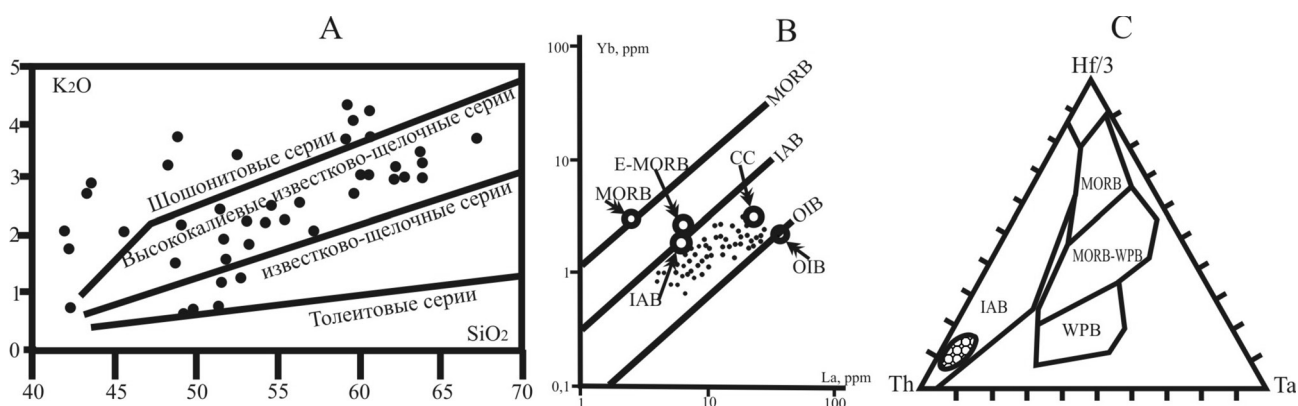 A
K2O
5
4
3
2
1
0
Шошонитовые серии
Высококалиевые известково-щелочные серии
известково-щелочные серии
Толеитовые серии
SiO2
40 45 50 55 60 65 70
B
Yb, ppm
100
10
1
0,1
MORB
IAB
OIB
E-MORB
CC
MORB
IAB
OIB
La, ppm
1 10 100
C
Hf/3
MORB
MORB-WPB
IAB
WPB
Th
Ta